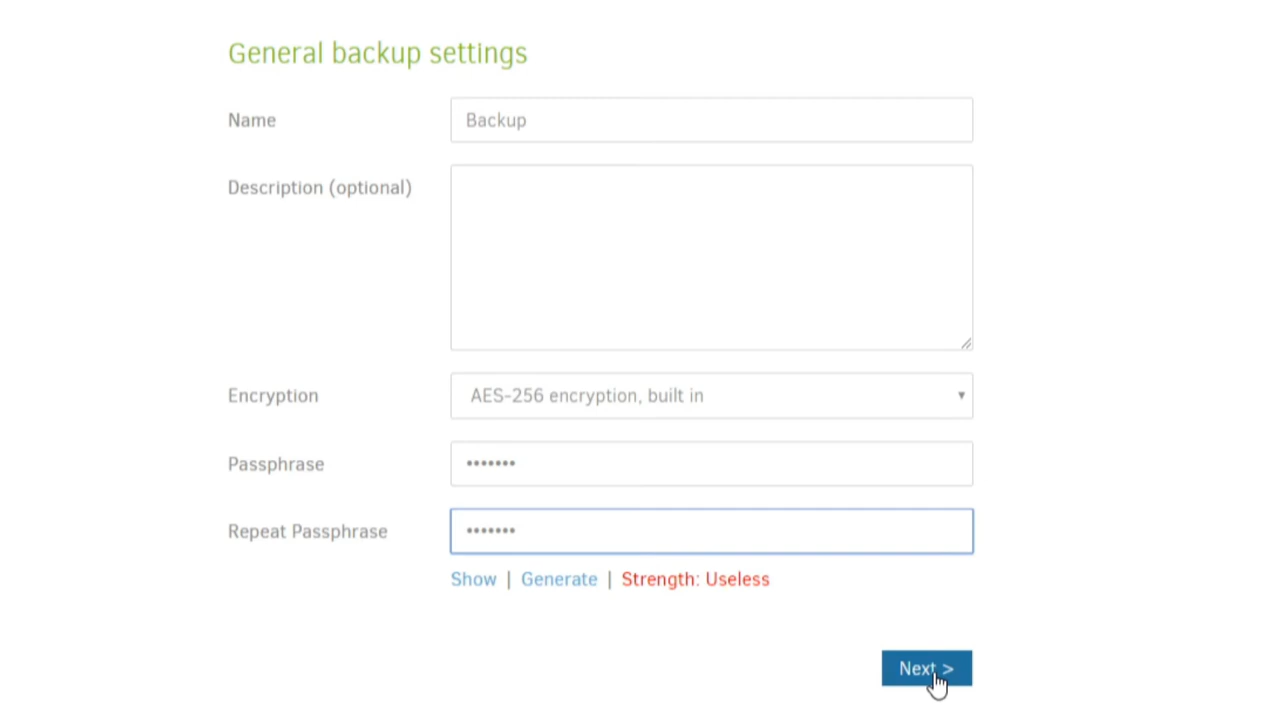 General backup settings
Name
Backup
Description (optional)
Encryption
AES-256 encryption, built in
Passphrase
•••••••
Repeat Passphrase
•••••••
Show | Generate | Strength: Useless
Next >